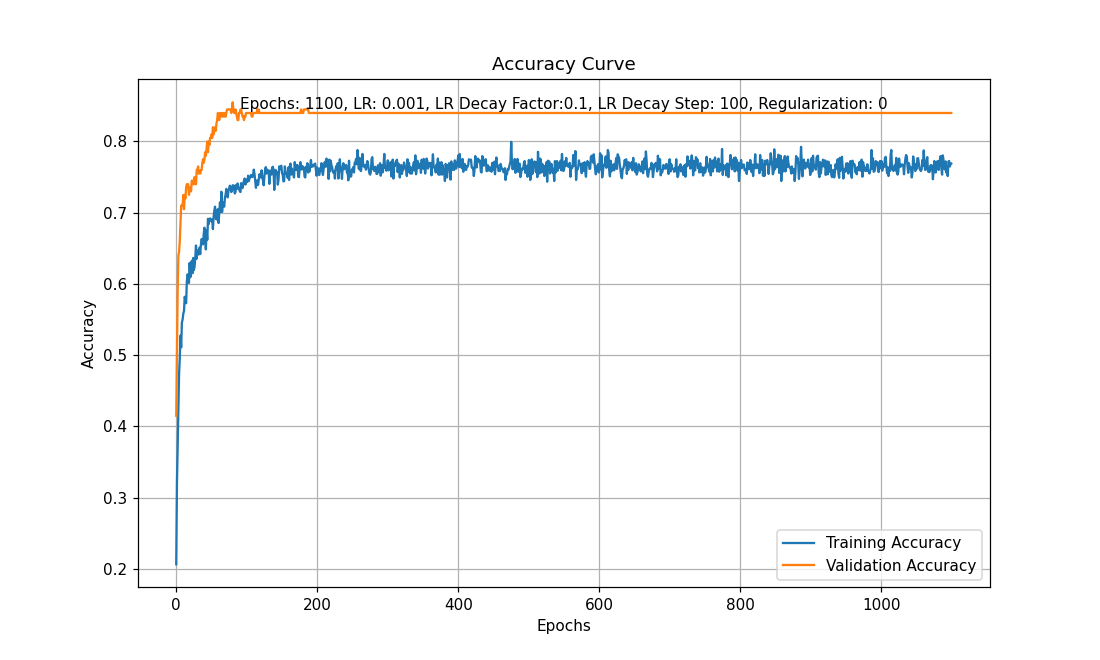 Accuracy Curve
Epochs: 1100, LR: 0.001, LR Decay Factor:0.1, LR Decay Step: 100, Regularization: 0
Accuracy
0.8
0.7
0.6
0.5
0.4
0.3
0.2
0 200 400 600 800 1000
Epochs
Training Accuracy
Validation Accuracy